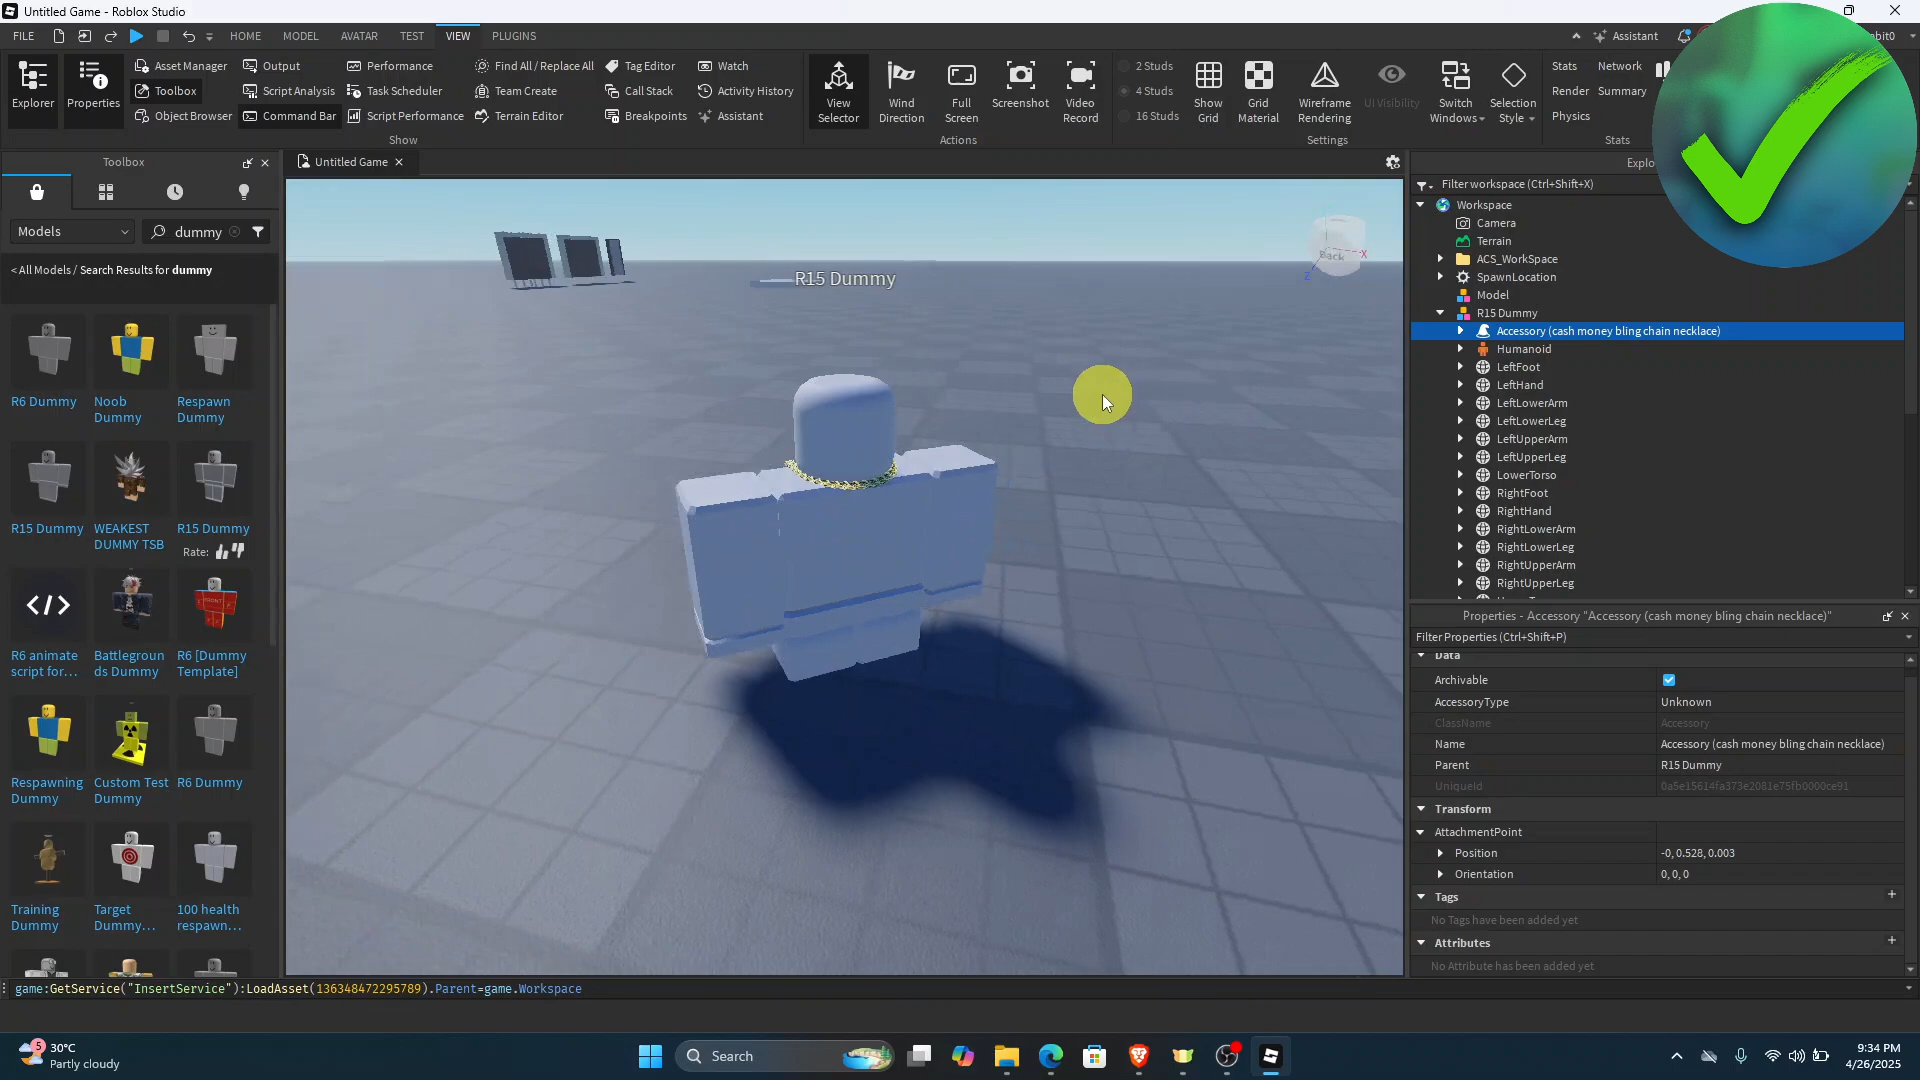 Untitled Game - Roblox Studio
FILE
HOME
MODEL
AVATAR
TEST
VIEW
PLUGINS
Assistant
Explorer
Properties
Asset Manager
Toolbox
Object Browser
Output
Script Analysis
Command Bar
Performance
Task Scheduler
Script Performance
Find All / Replace All
Team Create
Terrain Editor
Tag Editor
Call Stack
Breakpoints
Watch
Activity History
Assistant
Show
View
Selector
Wind
Direction
Full
Screen
Screenshot
Video
Record
Actions
2 Studs
4 Studs
16 Studs
Show
Grid
Grid
Material
Wireframe
Rendering
UI Visibility
Switch
Windows
Selection
Style
Settings
Stats
Network
Render
Summary
Physics
Stats
Toolbox
Models
dummy
< All Models / Search Results for dummy
R6 Dummy
Noob
Dummy
Respawn
Dummy
R15 Dummy
WEAKEST
DUMMY TSB
R15 Dummy
Rate:
R6 animate
script for...
Battlegroun
ds Dummy
R6 [Dummy
Template]
Respawning
Dummy
Custom Test
Dummy
R6 Dummy
Training
Dummy
Target
Dummy...
100 health
respawn...
Untitled Game
R15 Dummy
Back
X
Z
Filter workspace (Ctrl+Shift+X)
Workspace
Camera
Terrain
ACS_WorkSpace
SpawnLocation
Model
R15 Dummy
Accessory (cash money bling chain necklace)
Humanoid
LeftFoot
LeftHand
LeftLowerArm
LeftLowerLeg
LeftUpperArm
LeftUpperLeg
LowerTorso
RightFoot
RightHand
RightLowerArm
RightLowerLeg
RightUpperArm
RightUpperLeg
Properties - Accessory "Accessory (cash money bling chain necklace)"
Filter Properties (Ctrl+Shift+P)
Data
Archivable
AccessoryType Unknown
ClassName Accessory
Name Accessory (cash money bling chain necklace)
Parent R15 Dummy
UniqueId 0a5e15614fa373e2081e75fb0000ce91
Transform
AttachmentPoint
Position -0, 0.528, 0.003
Orientation 0, 0, 0
Tags
No Tags have been added yet
Attributes
No Attribute has been added yet
game:GetService("InsertService"):LoadAsset(136348472295789).Parent=game.Workspace
5
30°C
Partly cloudy
Search
9:34 PM
4/26/2025